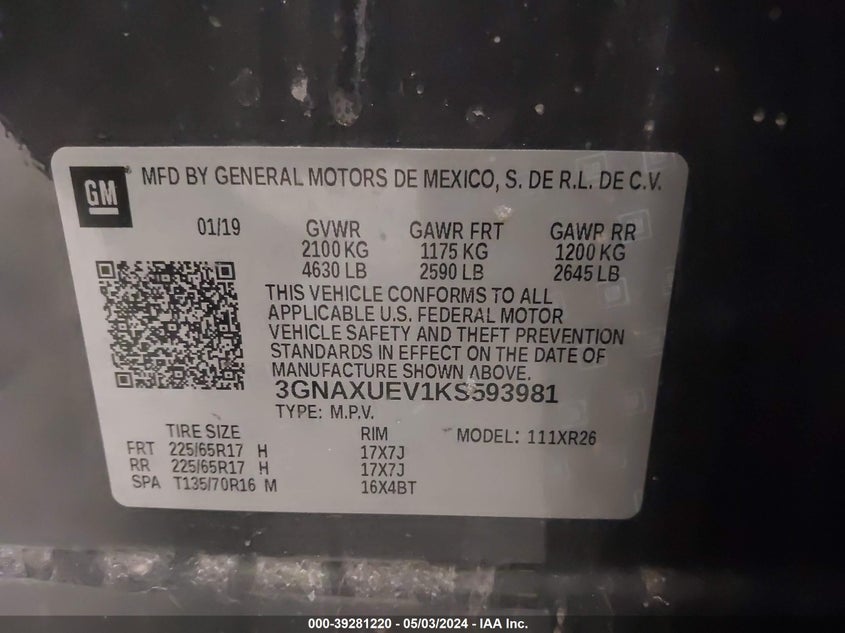 GM
MFD BY GENERAL MOTORS DE MEXICO, S. DE R.L. DE C.V.
01/19 GVWR GAWR FRT GAWP RR
2100 KG 1175 KG 1200 KG
4630 LB 2590 LB 2645 LB
THIS VEHICLE CONFORMS TO ALL
APPLICABLE U.S. FEDERAL MOTOR
VEHICLE SAFETY AND THEFT PREVENTION
STANDARDS IN EFFECT ON THE DATE OF
MANUFACTURE SHOWN ABOVE.
3GNAXUEV1KS593981
TYPE: M.P.V.
TIRE SIZE RIM MODEL: 111XR26
FRT 225/65R17 H 17X7J
RR 225/65R17 H 17X7J
SPA T135/70R16 M 16X4BT
000-39281220 - 05/03/2024 - IAA Inc.